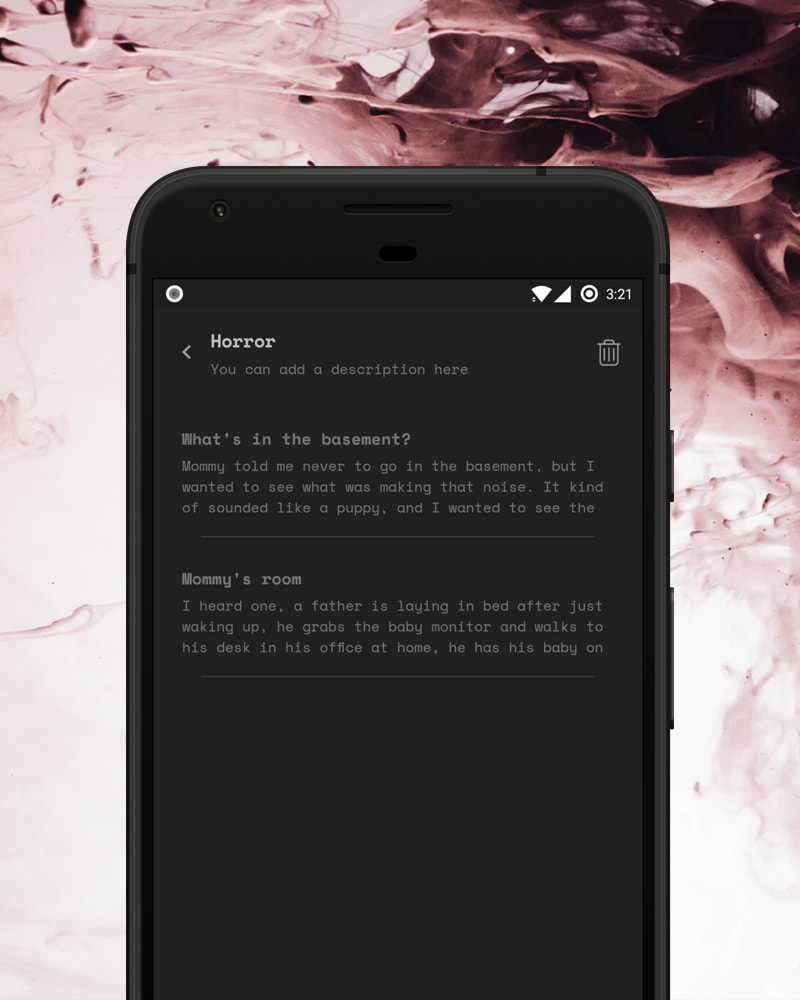 3:21
Horror
You can add a description here
What's in the basement?
Mommy told me never to go in the basement, but I
wanted to see what was making that noise. It kind
of sounded like a puppy, and I wanted to see the
Mommy's room
I heard one, a father is laying in bed after just
waking up, he grabs the baby monitor and walks to
his desk in his office at home, he has his baby on